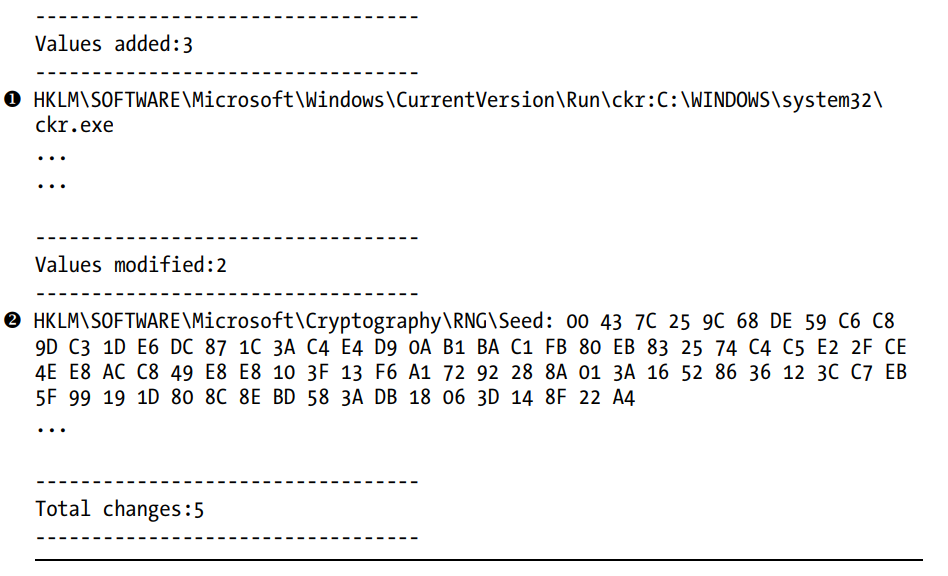 ----------------------------------
Values added:3
----------------------------------
❶ HKLM\SOFTWARE\Microsoft\Windows\CurrentVersion\Run\ckr:C:\WINDOWS\system32\
ckr.exe
...
...
----------------------------------
Values modified:2
----------------------------------
❷ HKLM\SOFTWARE\Microsoft\Cryptography\RNG\Seed: 00 43 7C 25 9C 68 DE 59 C6 C8
9D C3 1D E6 DC 87 1C 3A C4 E4 D9 0A B1 BA C1 FB 80 EB 83 25 74 C4 C5 E2 2F CE
4E E8 AC C8 49 E8 E8 10 3F 13 F6 A1 72 92 28 8A 01 3A 16 52 86 36 12 3C C7 EB
5F 99 19 1D 80 8C 8E BD 58 3A DB 18 06 3D 14 8F 22 A4
...
----------------------------------
Total changes:5
----------------------------------